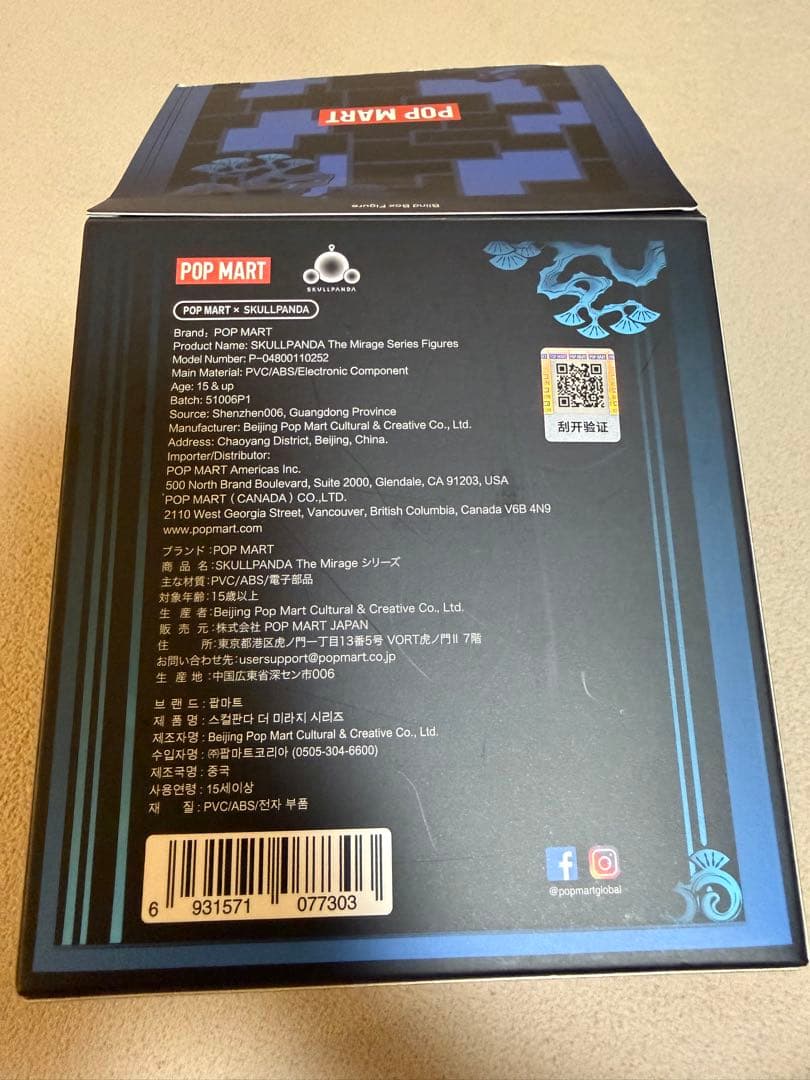 POP MART
Blind Box Figure
POP MART
SKULLPANDA
POP MART × SKULLPANDA
Brand: POP MART
Product Name: SKULLPANDA The Mirage Series Figures
Model Number: P-04800110252
Main Material: PVC/ABS/Electronic Component
Age: 15 & up
Batch: 51006P1
Source: Shenzhen006, Guangdong Province
Manufacturer: Beijing Pop Mart Cultural & Creative Co., Ltd.
Address: Chaoyang District, Beijing, China.
Importer/Distributor:
POP MART Americas Inc.
500 North Brand Boulevard, Suite 2000, Glendale, CA 91203, USA
POP MART (CANADA) CO.,LTD.
2110 West Georgia Street, Vancouver, British Columbia, Canada V6B 4N9
www.popmart.com
刮开验证
ブランド:POP MART
商品名:SKULLPANDA The Mirage シリーズ
主な材質:PVC/ABS/電子部品
対象年齢:15歳以上
生産者:Beijing Pop Mart Cultural & Creative Co., Ltd.
販売元:株式会社 POP MART JAPAN
住所:東京都港区虎ノ門一丁目13番5号 VORT虎ノ門II 7階
お問い合わせ先:usersupport@popmart.co.jp
生産地:中国広東省深セン市006
브랜드:팝마트
제품명:스컬판다 더 미라지 시리즈
제조자명:Beijing Pop Mart Cultural & Creative Co., Ltd.
수입자명:㈜팝마트코리아 (0505-304-6600)
제조국명:중국
사용연령:15세이상
재질:PVC/ABS/전자 부품
6 931571 077303
@popmartglobal